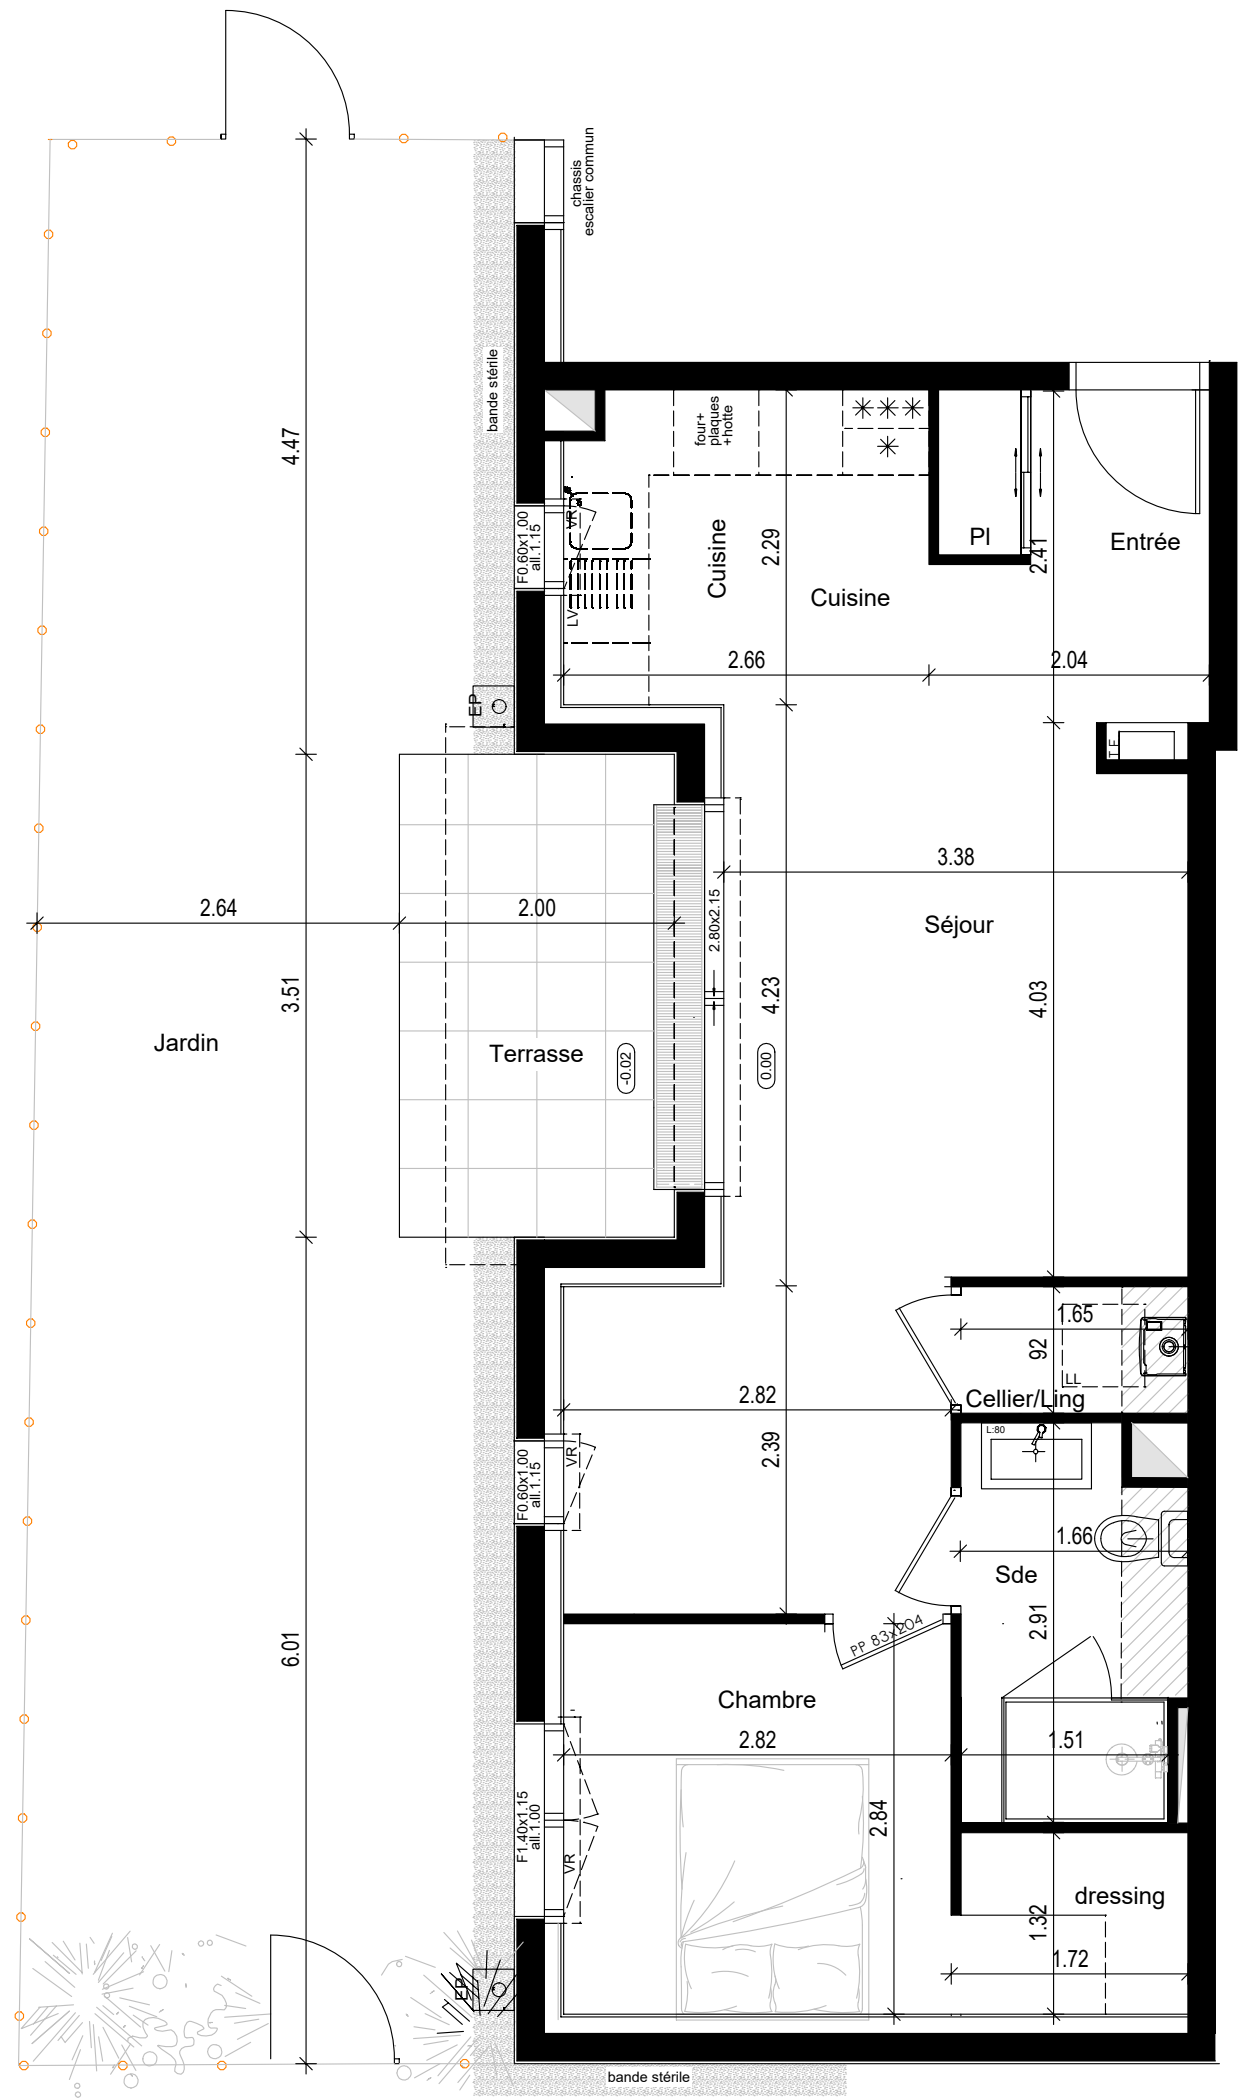 chassis
escalier commun
bande stérile
4.47
four+
plaques
+hotte
Pl
Entrée
2.29
2.41
F0.60x1.00
all.1.15
VR
LV
Cuisine
Cuisine
2.66
2.04
EP
T.E
3.38
2.64
2.00
2.80x2.15
Séjour
3.51
4.23
4.03
Jardin
Terrasse
-0.02
0.00
1.65
92
LL
Cellier/Ling
2.82
L:80
2.39
F0.60x1.00
all.1.15
VR
1.66
Sde
2.91
6.01
PP 83x204
Chambre
2.82
1.51
F1.40x1.15
all.1.00
VR
2.84
dressing
1.32
1.72
EP
bande stérile